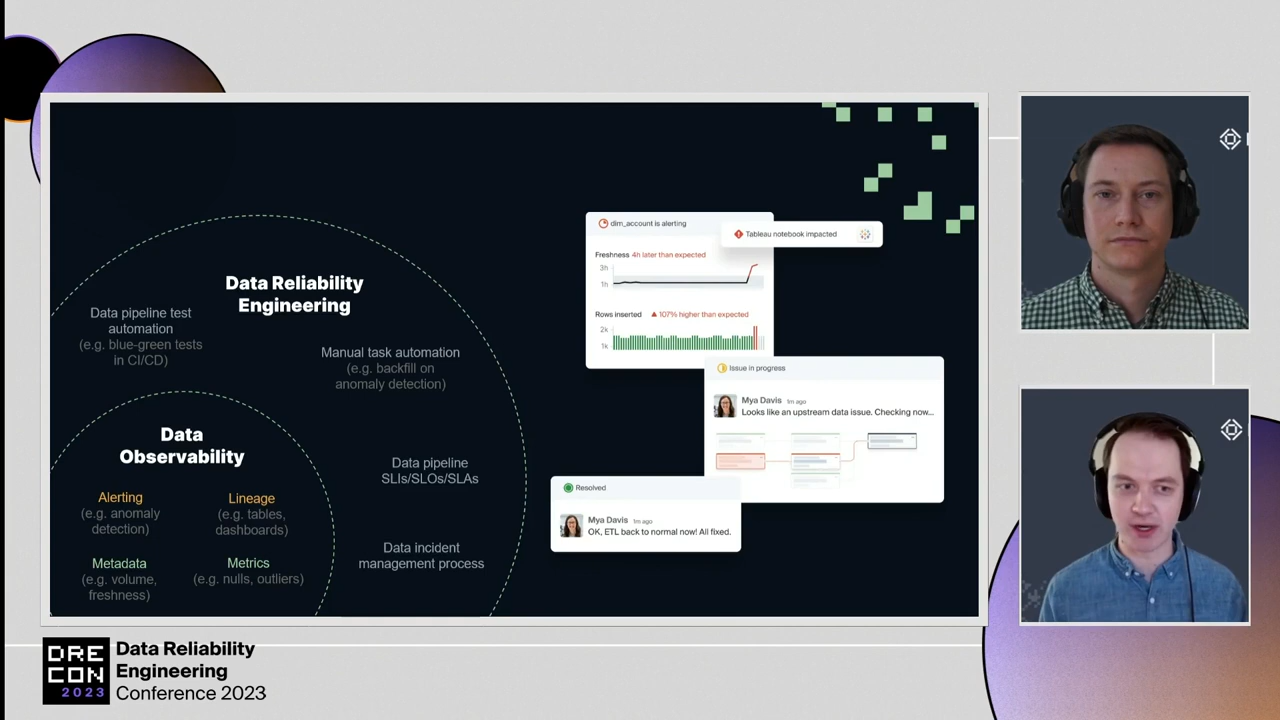 Data Reliability
Engineering
Data pipeline test
automation
(e.g. blue-green tests
in CI/CD)
Manual task automation
(e.g. backfill on
anomaly detection)
Data
Observability
Alerting
(e.g. anomaly
detection)
Lineage
(e.g. tables,
dashboards)
Metadata
(e.g. volume,
freshness)
Metrics
(e.g. nulls, outliers)
Data pipeline
SLIs/SLOs/SLAs
Data incident
management process
dim_account is alerting
Tableau notebook impacted
Freshness 4h later than expected
3h
1h
Rows inserted 107% higher than expected
2k
1k
Issue in progress
Mya Davis 1m ago
Looks like an upstream data issue. Checking now...
Resolved
Mya Davis 1m ago
OK, ETL back to normal now! All fixed.
DRE
CON
2023
Data Reliability
Engineering
Conference 2023